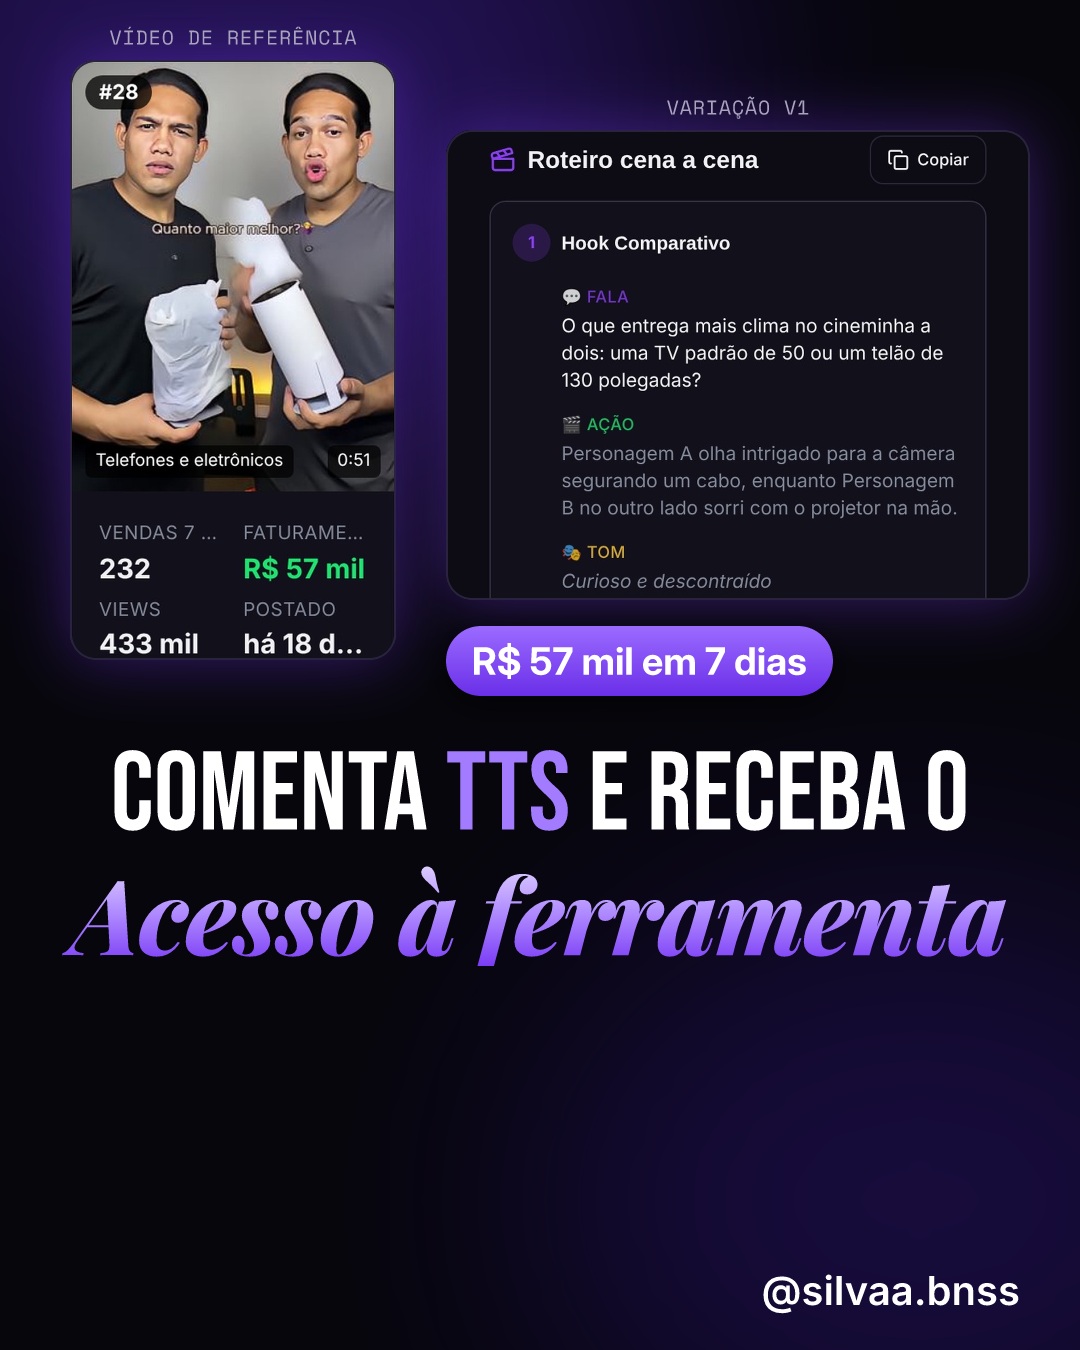 VÍDEO DE REFERÊNCIA
#28
Quanto maior melhor?
Telefones e eletrônicos
0:51
VENDAS 7 ...
FATURAME...
232
R$ 57 mil
VIEWS
POSTADO
433 mil
há 18 d...
VARIAÇÃO V1
Roteiro cena a cena
Copiar
1
Hook Comparativo
FALA
O que entrega mais clima no cineminha a
dois: uma TV padrão de 50 ou um telão de
130 polegadas?
AÇÃO
Personagem A olha intrigado para a câmera
segurando um cabo, enquanto Personagem
B no outro lado sorri com o projetor na mão.
TOM
Curioso e descontraído
R$ 57 mil em 7 dias
COMENTA TTS E RECEBA O
Acesso à ferramenta
@silvaa.bnss